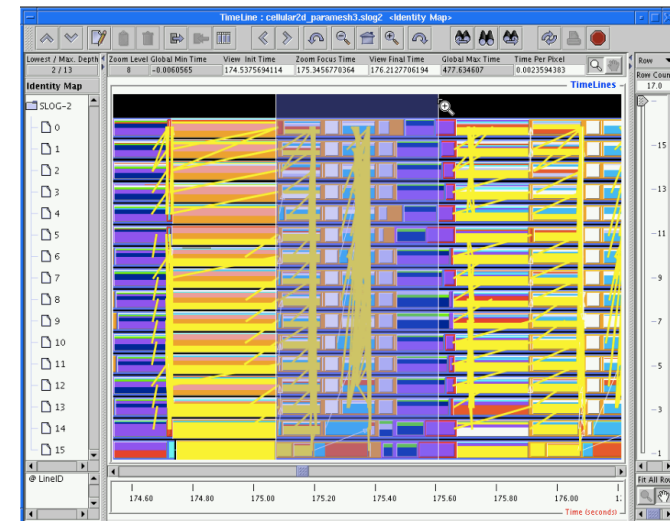 TimeLine : cellular2d_paramesh3.slog2 <Identity Map>
Lowest / Max. Depth
2 / 13
Zoom Level
8
Global Min Time
-0.0060565
View Init Time
174.5375694114
Zoom Focus Time
175.3456770364
View Final Time
176.2127706194
Global Max Time
477.634607
Time Per Pixel
0.0023594383
Row
Row Coun
17.0
Identity Map
TimeLines
SLOG-2
0
1
2
3
4
5
6
7
8
9
10
11
12
13
14
15
@ LineID
15
13
11
9
7
5
3
1
Fit All Row
174.60
174.80
175.00
175.20
175.40
175.60
175.80
176.00
1
Time (seconds)